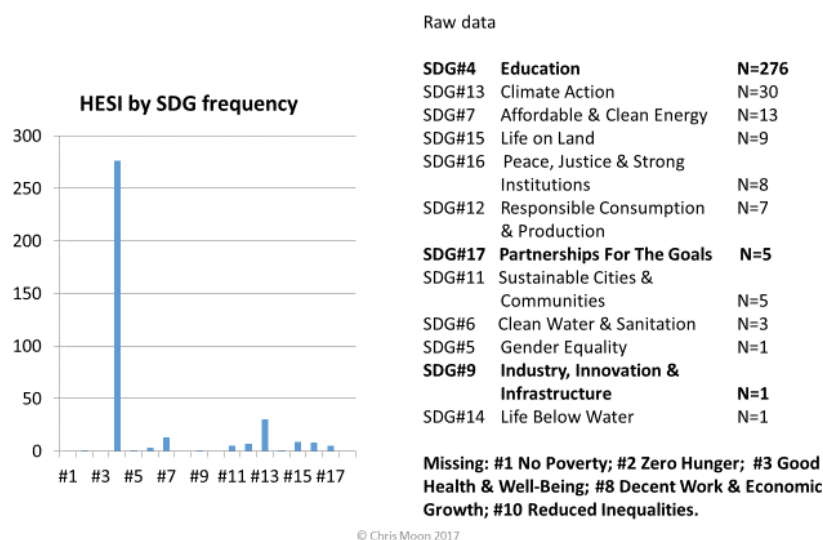 Raw data
HESI by SDG frequency
300
250
200
150
100
50
0
#1 #3 #5 #7 #9 #11 #13 #15 #17
SDG#4 Education N=276
SDG#13 Climate Action N=30
SDG#7 Affordable & Clean Energy N=13
SDG#15 Life on Land N=9
SDG#16 Peace, Justice & Strong
Institutions N=8
SDG#12 Responsible Consumption N=7
& Production
SDG#17 Partnerships For The Goals N=5
SDG#11 Sustainable Cities &
Communities N=5
SDG#6 Clean Water & Sanitation N=3
SDG#5 Gender Equality N=1
SDG#9 Industry, Innovation &
Infrastructure N=1
SDG#14 Life Below Water N=1
Missing: #1 No Poverty; #2 Zero Hunger; #3 Good
Health & Well-Being; #8 Decent Work & Economic
Growth; #10 Reduced Inequalities.
© Chris Moon 2017